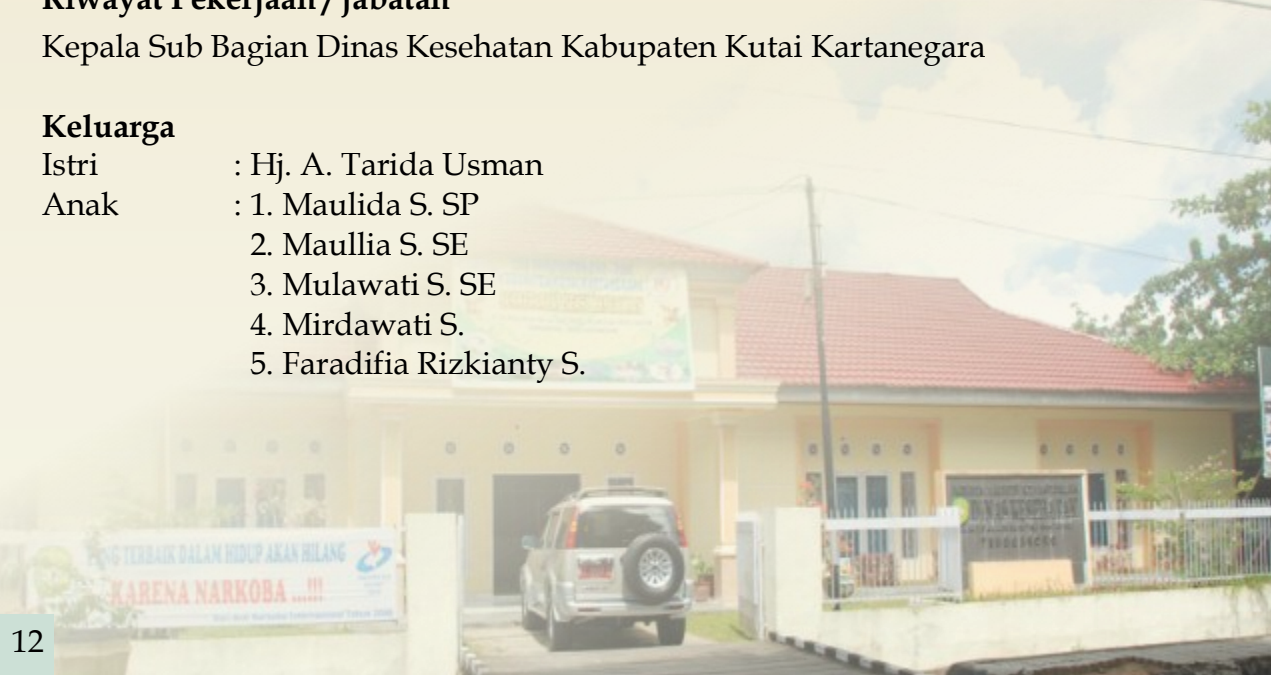 Riwayat Pekerjaan / Jabatan
Kepala Sub Bagian Dinas Kesehatan Kabupaten Kutai Kartanegara
Keluarga
Istri : Hj. A. Tarida Usman
Anak : 1. Maulida S. SP
2. Maullia S. SE
3. Mulawati S. SE
4. Mirdawati S.
5. Faradifia Rizkianty S.
TERBAIK DALAM HIDUP AKAN HILANG
KARENA NARKOBA ...!!!
12